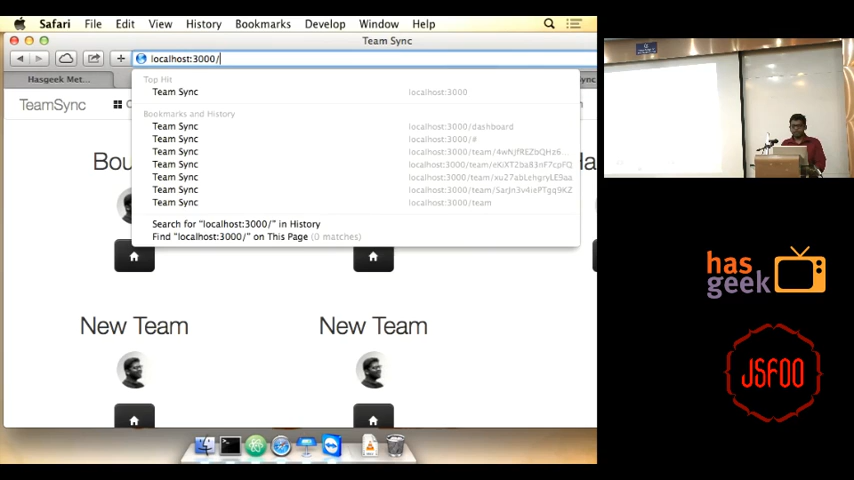 Safari File Edit View History Bookmarks Develop Window Help
Team Sync
localhost:3000/
Hasgeek Met...
Top Hit
Team Sync localhost:3000
Bookmarks and History
Team Sync localhost:3000/dashboard
Team Sync localhost:3000/#
Team Sync
Team Sync
Team Sync
Team Sync
Team Sync localhost:3000/team
Search for "localhost:3000/" in History
Find "localhost:3000/" on This Page (0 matches)
TeamSync
Bou
Ha
New Team
New Team
has
geek
JSFOO